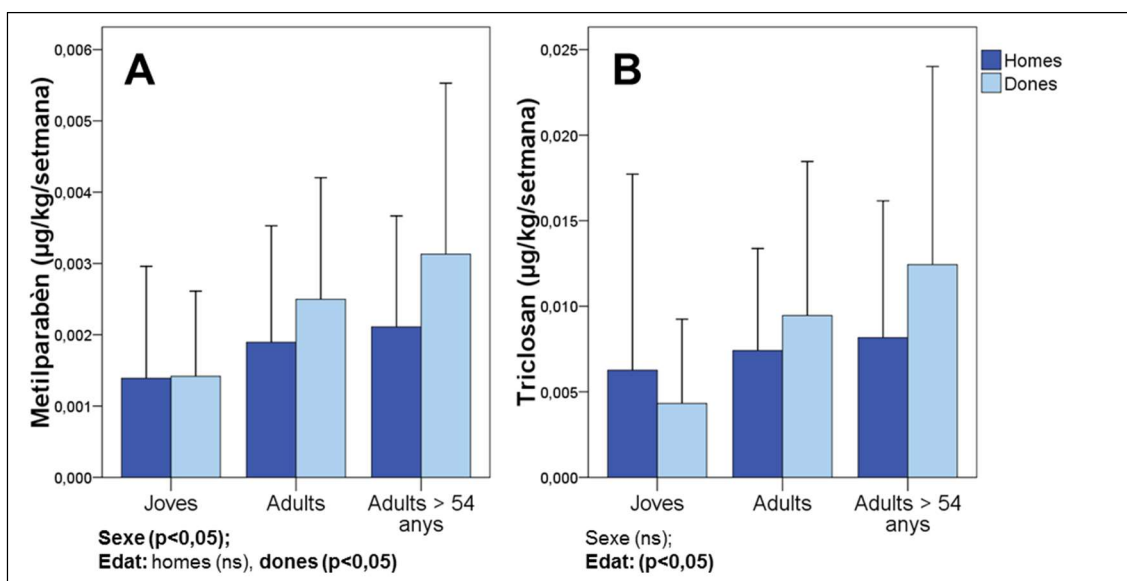 A
Metilparabèn (µg/kg/setmana)
0,006
0,005
0,004
0,003
0,002
0,001
0,000
Joves
Adults
Adults > 54
anys
Sexe (p<0,05);
Edat: homes (ns), dones (p<0,05)
B
Triclosan (µg/kg/setmana)
0,025
0,020
0,015
0,010
0,005
0,000
Joves
Adults
Adults > 54
anys
Sexe (ns);
Edat: (p<0,05)
Homes
Dones